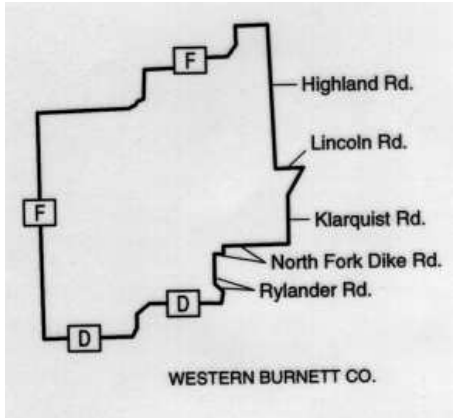 F
Highland Rd.
Lincoln Rd.
F
Klarquist Rd.
North Fork Dike Rd.
Rylander Rd.
D
D
WESTERN BURNETT CO.